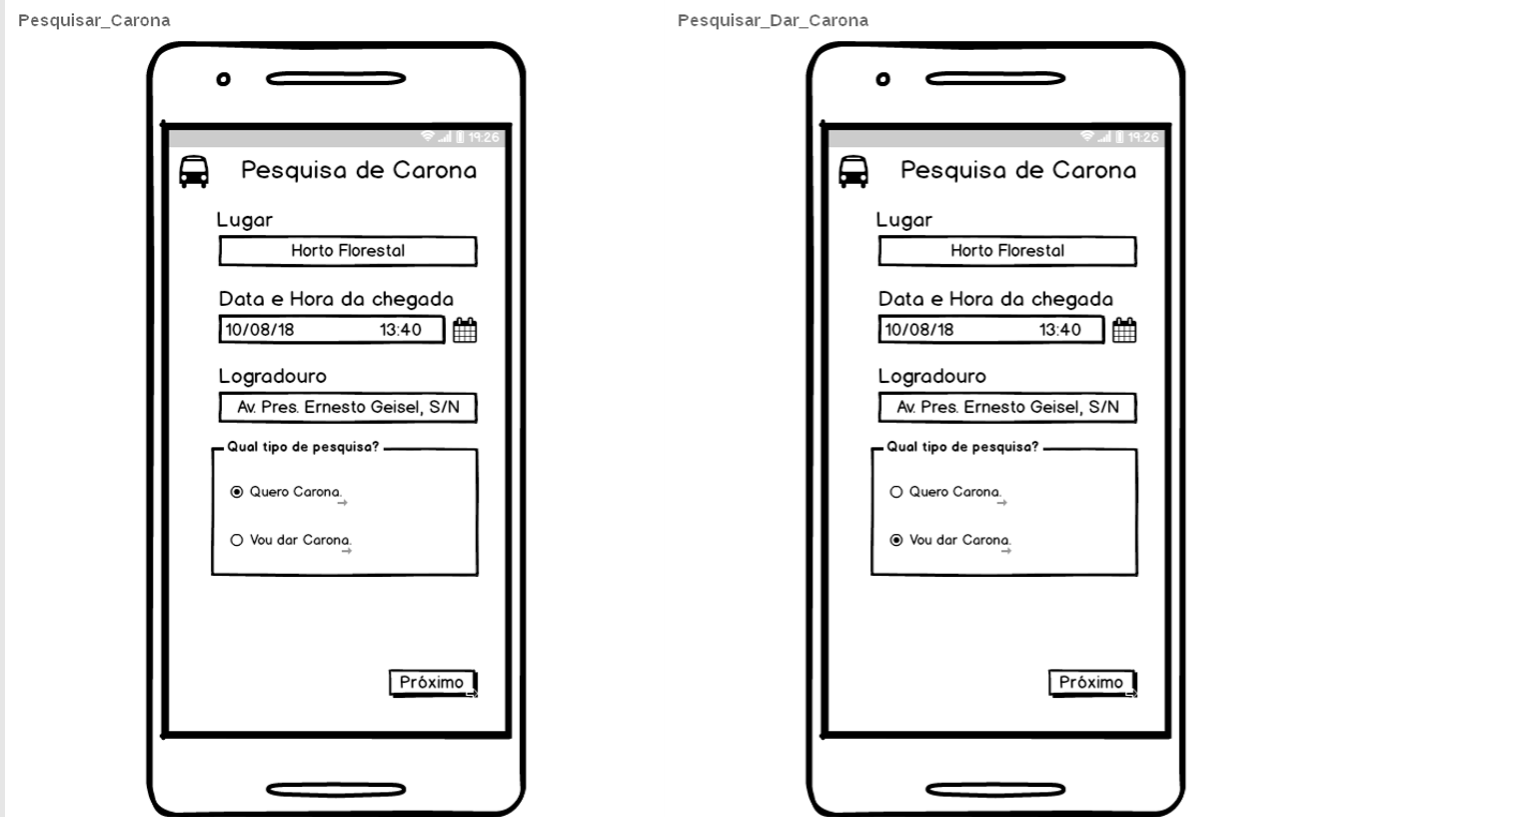 Pesquisar_Carona
19:26
Pesquisa de Carona
Lugar
Horto Florestal
Data e Hora da chegada
10/08/18 13:40
Logradouro
Av. Pres. Ernesto Geisel, S/N
Qual tipo de pesquisa?
Quero Carona.
Vou dar Carona.
Próximo
Pesquisar_Dar_Carona
19:26
Pesquisa de Carona
Lugar
Horto Florestal
Data e Hora da chegada
10/08/18 13:40
Logradouro
Av. Pres. Ernesto Geisel, S/N
Qual tipo de pesquisa?
Quero Carona.
Vou dar Carona.
Próximo